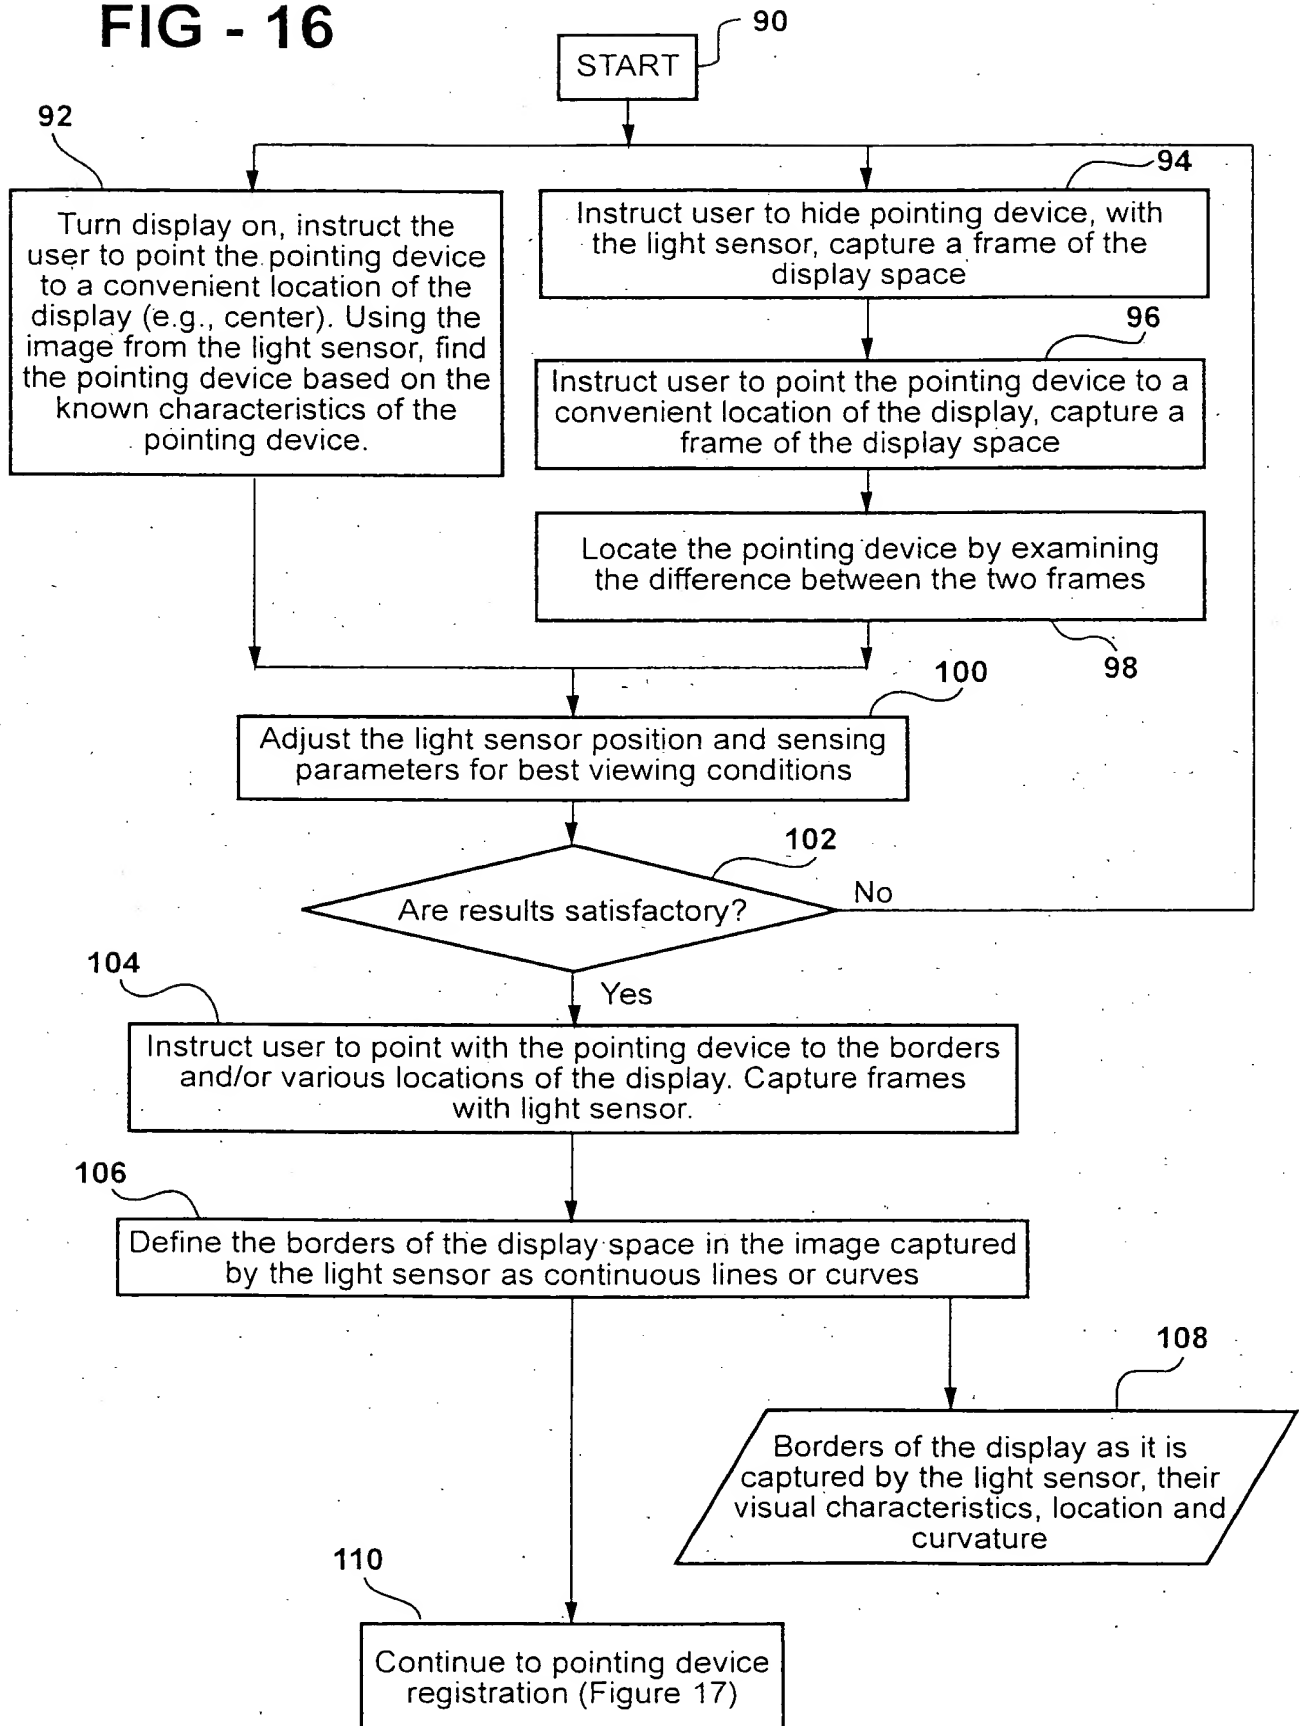 FIG - 16
90
START
92
Turn display on, instruct the
user to point the pointing device
to a convenient location of the
display (e.g., center). Using the
image from the light sensor, find
the pointing device based on the
known characteristics of the
pointing device.
94
Instruct user to hide pointing device, with
the light sensor, capture a frame of the
display space
96
Instruct user to point the pointing device to a
convenient location of the display, capture a
frame of the display space
Locate the pointing device by examining
the difference between the two frames
98
100
Adjust the light sensor position and sensing
parameters for best viewing conditions
102
Are results satisfactory?
No
Yes
104
Instruct user to point with the pointing device to the borders
and/or various locations of the display. Capture frames
with light sensor.
106
Define the borders of the display space in the image captured
by the light sensor as continuous lines or curves
108
Borders of the display as it is
captured by the light sensor, their
visual characteristics, location and
curvature
110
Continue to pointing device
registration (Figure 17)